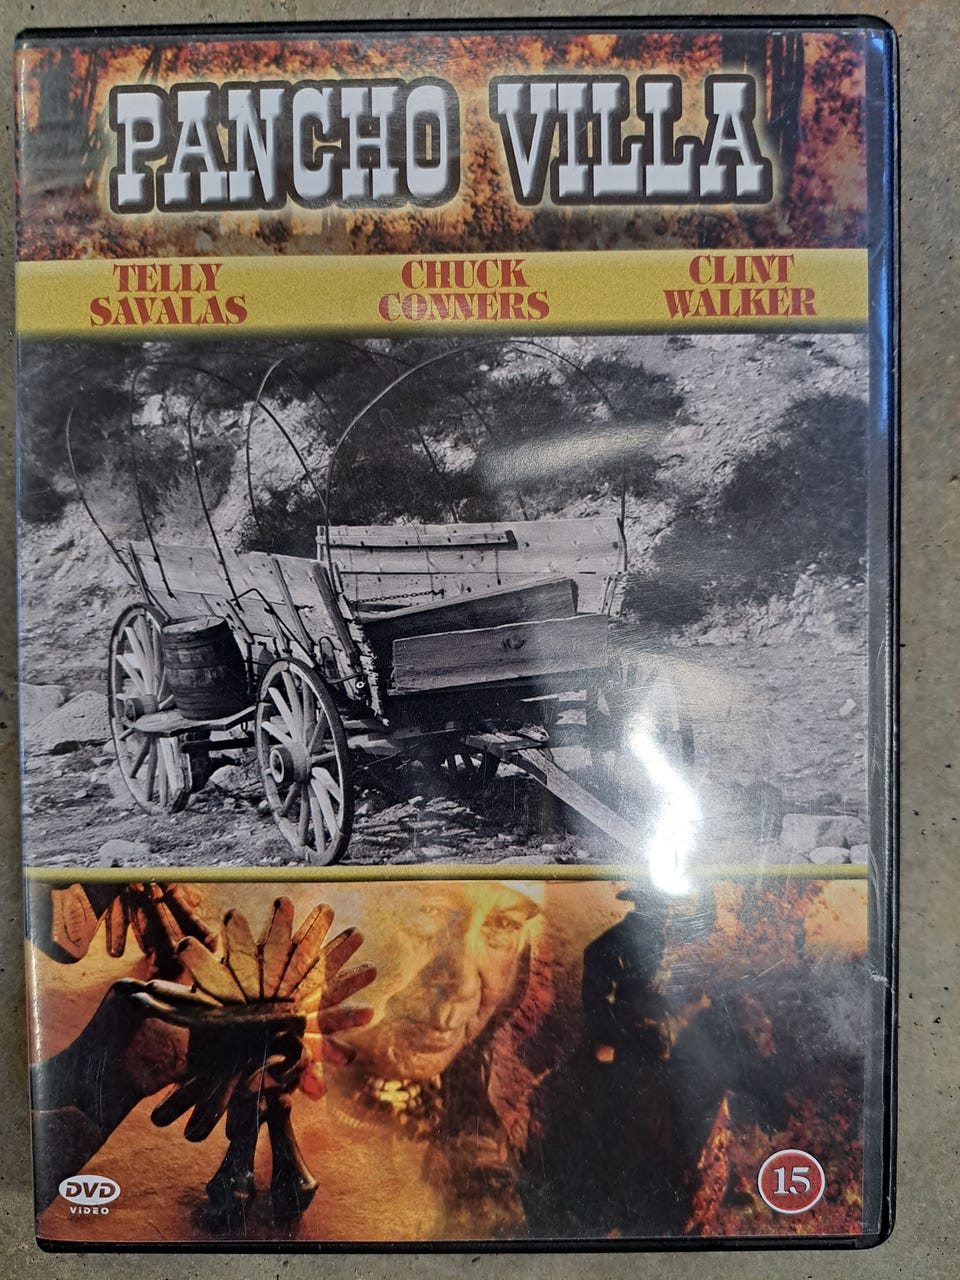 PANCHO VILLA
TELLY SAVALAS
CHUCK CONNERS
CLINT WALKER
DVD
VIDEO
15